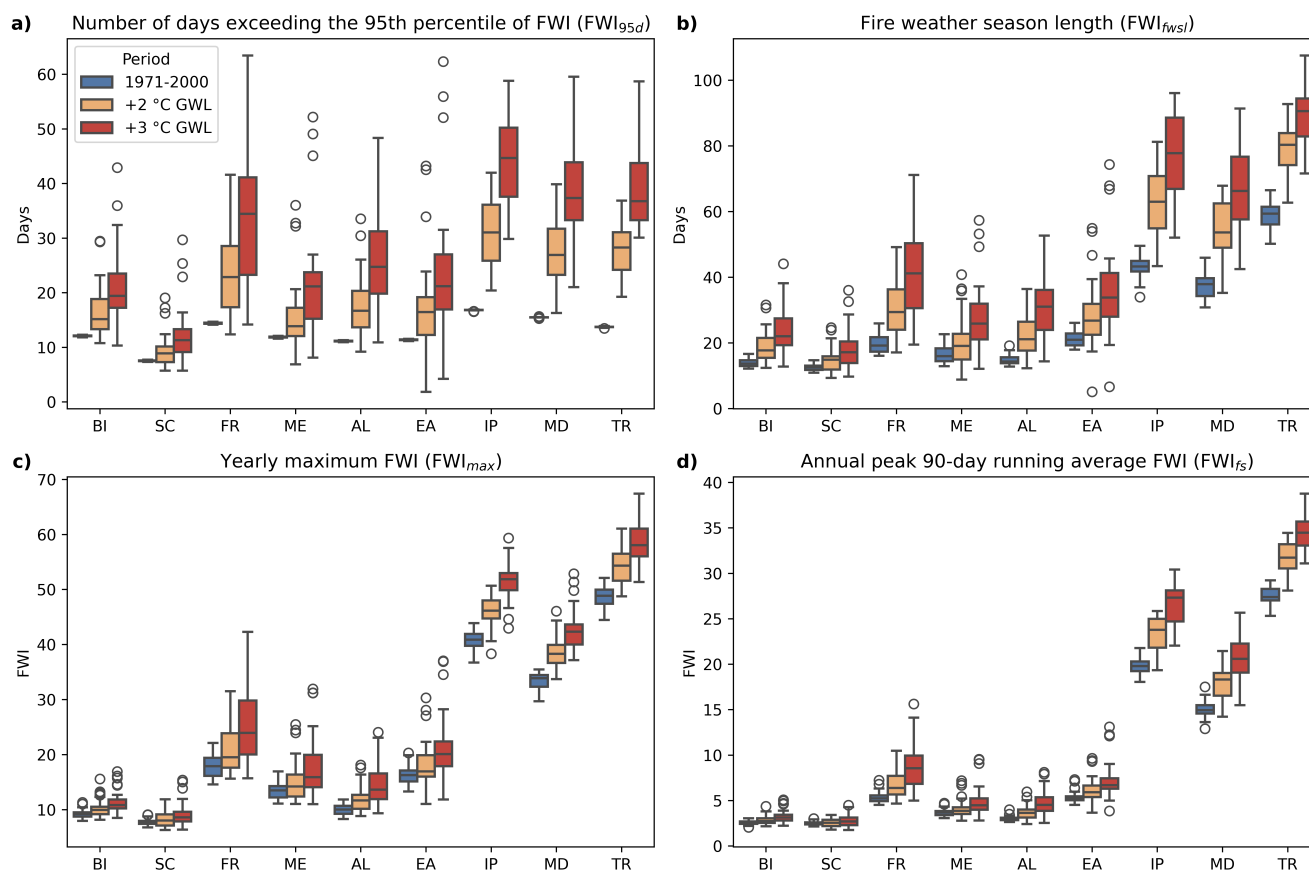 a) Number of days exceeding the 95th percentile of FWI (FWI95d)
Period
1971-2000
+2 °C GWL
+3 °C GWL
Days
60
50
40
30
20
10
0
BI SC FR ME AL EA IP MD TR
b) Fire weather season length (FWIfwsl)
Days
100
80
60
40
20
0
BI SC FR ME AL EA IP MD TR
c) Yearly maximum FWI (FWImax)
FWI
70
60
50
40
30
20
10
BI SC FR ME AL EA IP MD TR
d) Annual peak 90-day running average FWI (FWIfs)
FWI
40
35
30
25
20
15
10
5
0
BI SC FR ME AL EA IP MD TR